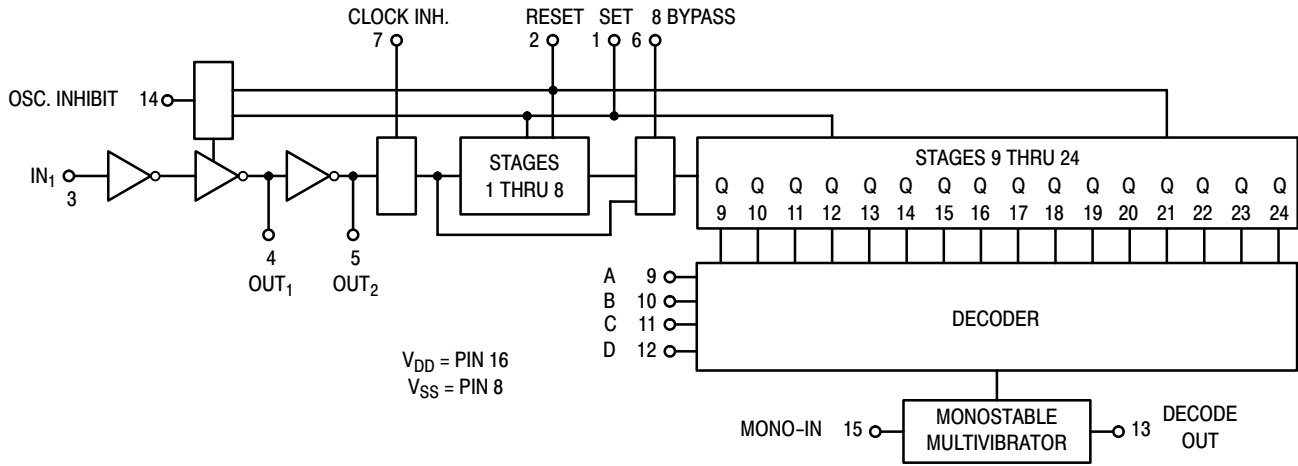 CLOCK INH.
7
RESET
2
SET
1
8 BYPASS
6
OSC. INHIBIT 14
IN1
3
4
OUT1
5
OUT2
STAGES
1 THRU 8
STAGES 9 THRU 24
Q Q Q Q Q Q Q Q Q Q Q Q Q Q Q Q
9 10 11 12 13 14 15 16 17 18 19 20 21 22 23 24
A 9
B 10
C 11
D 12
DECODER
VDD = PIN 16
VSS = PIN 8
MONO-IN 15
MONOSTABLE
MULTIVIBRATOR
13 DECODE
OUT